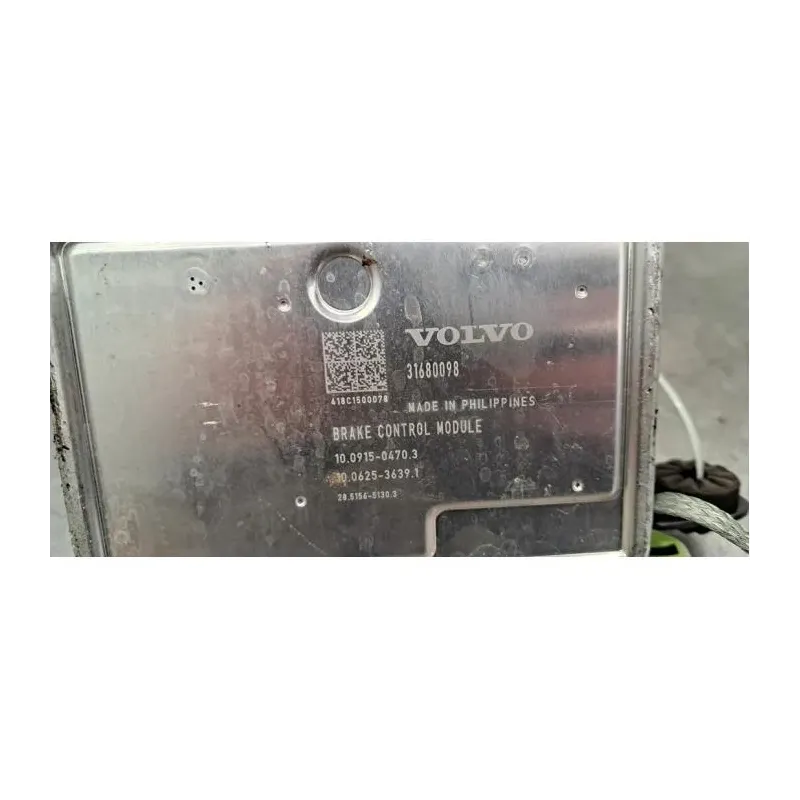 VOLVO
31680098
418C1500078
MADE IN PHILIPPINES
BRAKE CONTROL MODULE
10.0915-0470.3
10.0625-3639.1
28.5156-5130.3